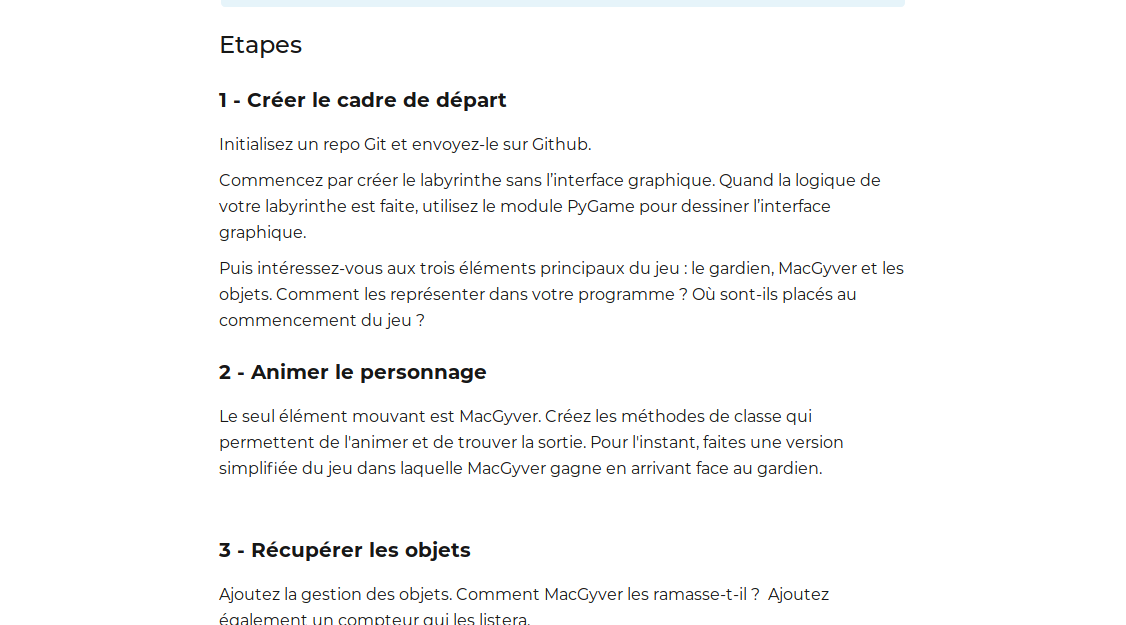 Etapes
1 - Créer le cadre de départ
Initialisez un repo Git et envoyez-le sur Github.
Commencez par créer le labyrinthe sans l’interface graphique. Quand la logique de
votre labyrinthe est faite, utilisez le module PyGame pour dessiner l’interface
graphique.
Puis intéressez-vous aux trois éléments principaux du jeu : le gardien, MacGyver et les
objets. Comment les représenter dans votre programme ? Où sont-ils placés au
commencement du jeu ?
2 - Animer le personnage
Le seul élément mouvant est MacGyver. Créez les méthodes de classe qui
permettent de l'animer et de trouver la sortie. Pour l'instant, faites une version
simplifiée du jeu dans laquelle MacGyver gagne en arrivant face au gardien.
3 - Récupérer les objets
Ajoutez la gestion des objets. Comment MacGyver les ramasse-t-il ?  Ajoutez
également un compteur qui les listera.